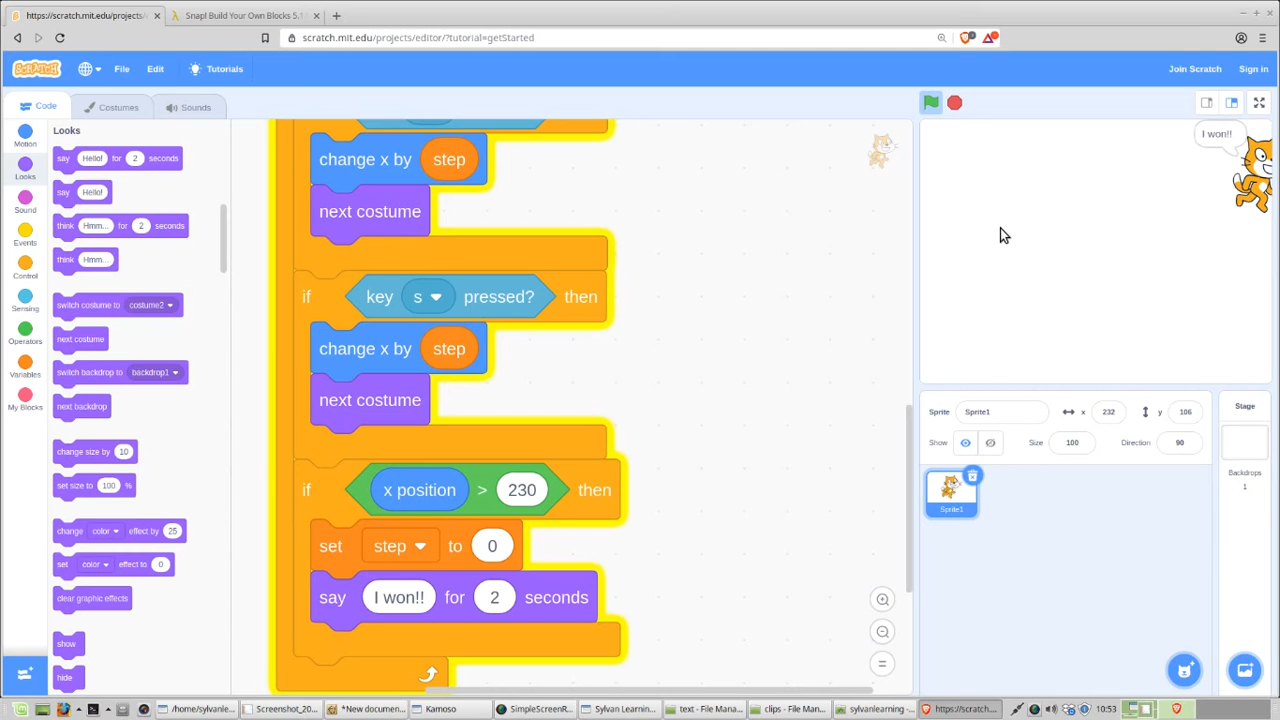 https://scratch.mit.edu/projects/
Snap! Build Your Own Blocks 5.1
scratch.mit.edu/projects/editor/?tutorial=getStarted
SCRATCH
File
Edit
Tutorials
Join Scratch
Sign in
Code
Costumes
Sounds
Motion
Looks
Sound
Events
Control
Sensing
Operators
Variables
My Blocks
Looks
say Hello! for 2 seconds
say Hello!
think Hmm... for 2 seconds
think Hmm...
switch costume to costume2
next costume
switch backdrop to backdrop1
next backdrop
change size by 10
set size to 100 %
change color effect by 25
set color effect to 0
clear graphic effects
show
hide
change x by step
next costume
if key s pressed? then
change x by step
next costume
if x position > 230 then
set step to 0
say I won!! for 2 seconds
I won!!
Sprite Sprite1 x 232 y 106
Show Size 100 Direction 90
Sprite1
Stage
Backdrops
1
/home/sylvanle...
Screenshot_20...
*New documen...
Kamoso
SimpleScreenR...
Sylvan Learnin...
text - File Mana...
clips - File Man...
sylvanlearning...
https://scratch...
10:53